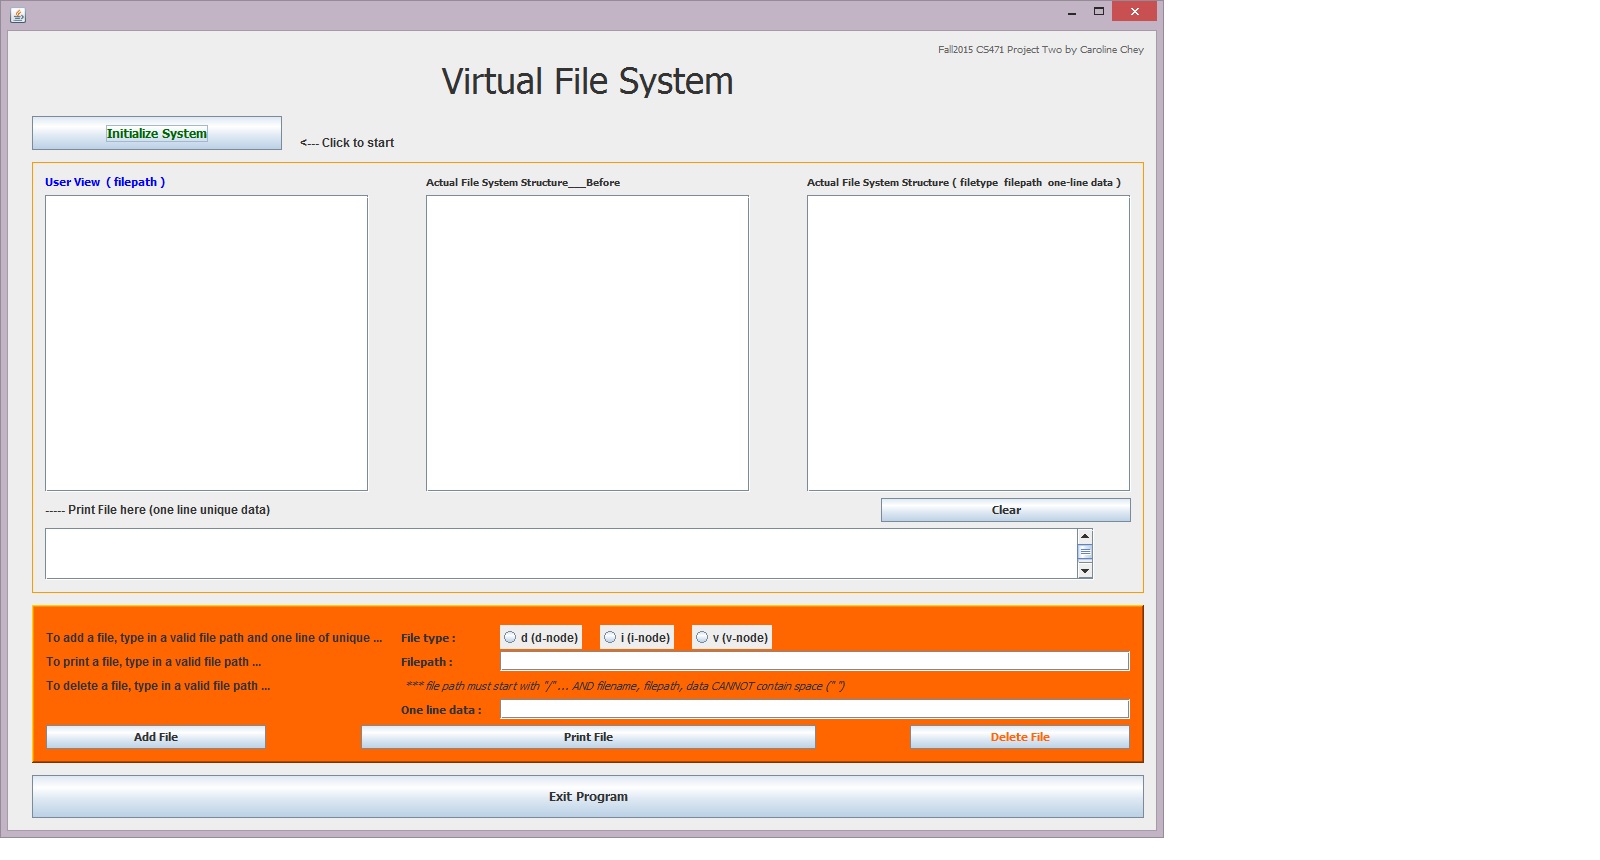 Fall2015 CS471 Project Two by Caroline Chey
Virtual File System
Initialize System
<--- Click to start
User View ( filepath )
Actual File System Structure___Before
Actual File System Structure ( filetype filepath one-line data )
----- Print File here (one line unique data)
Clear
To add a file, type in a valid file path and one line of unique ...
File type :
d (d-node)
i (i-node)
v (v-node)
To print a file, type in a valid file path ...
Filepath :
To delete a file, type in a valid file path ...
*** file path must start with "/" ... AND filename, filepath, data CANNOT contain space (" ")
One line data :
Add File
Print File
Delete File
Exit Program